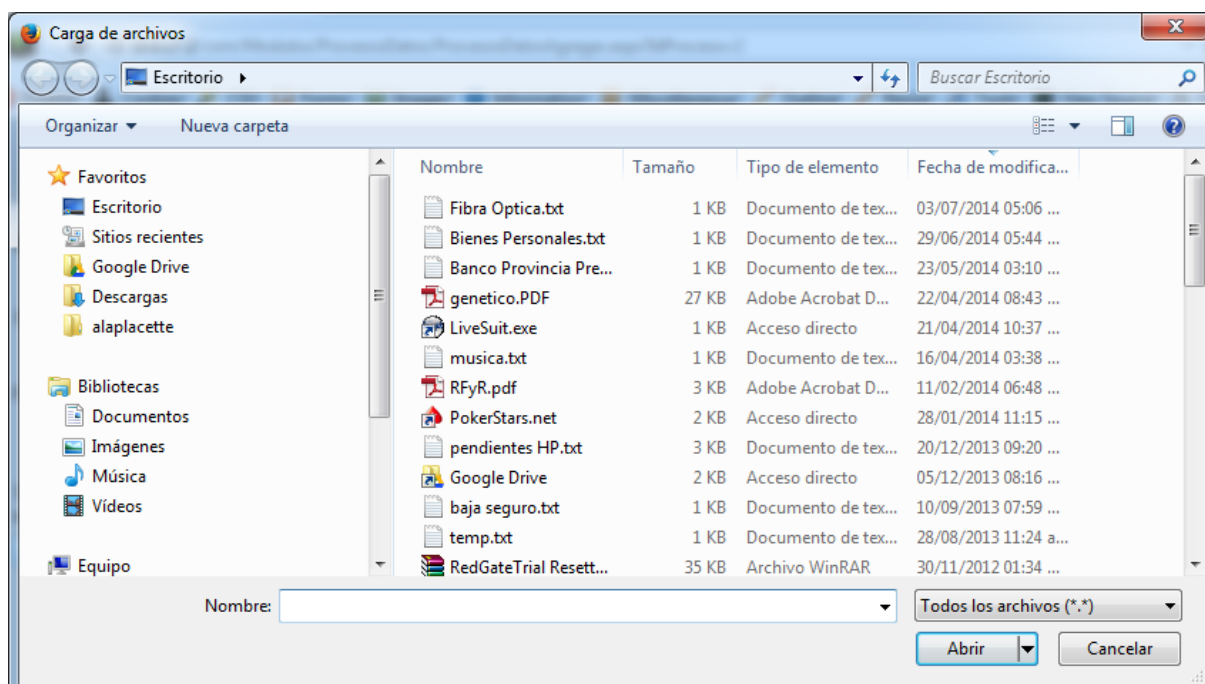 Carga de archivos
Escritorio
Buscar Escritorio
Organizar Nueva carpeta
Nombre Tamaño Tipo de elemento Fecha de modifica...
Favoritos
Escritorio
Sitios recientes
Google Drive
Descargas
alaplacette
Bibliotecas
Documentos
Imágenes
Música
Vídeos
Equipo
Fibra Optica.txt 1 KB Documento de tex... 03/07/2014 05:06 ...
Bienes Personales.txt 1 KB Documento de tex... 29/06/2014 05:44 ...
Banco Provincia Pre... 1 KB Documento de tex... 23/05/2014 03:10 ...
genetico.PDF 27 KB Adobe Acrobat D... 22/04/2014 08:43 ...
LiveSuit.exe 1 KB Acceso directo 21/04/2014 10:37 ...
musica.txt 1 KB Documento de tex... 16/04/2014 03:38 ...
RFyR.pdf 3 KB Adobe Acrobat D... 11/02/2014 06:48 ...
PokerStars.net 2 KB Acceso directo 28/01/2014 11:15 ...
pendientes HP.txt 3 KB Documento de tex... 20/12/2013 09:20 ...
Google Drive 2 KB Acceso directo 05/12/2013 08:16 ...
baja seguro.txt 1 KB Documento de tex... 10/09/2013 07:59 ...
temp.txt 1 KB Documento de tex... 28/08/2013 11:24 a...
RedGateTrial Resett... 35 KB Archivo WinRAR 30/11/2012 01:34 ...
Nombre: Todos los archivos (*.*)
Abrir Cancelar